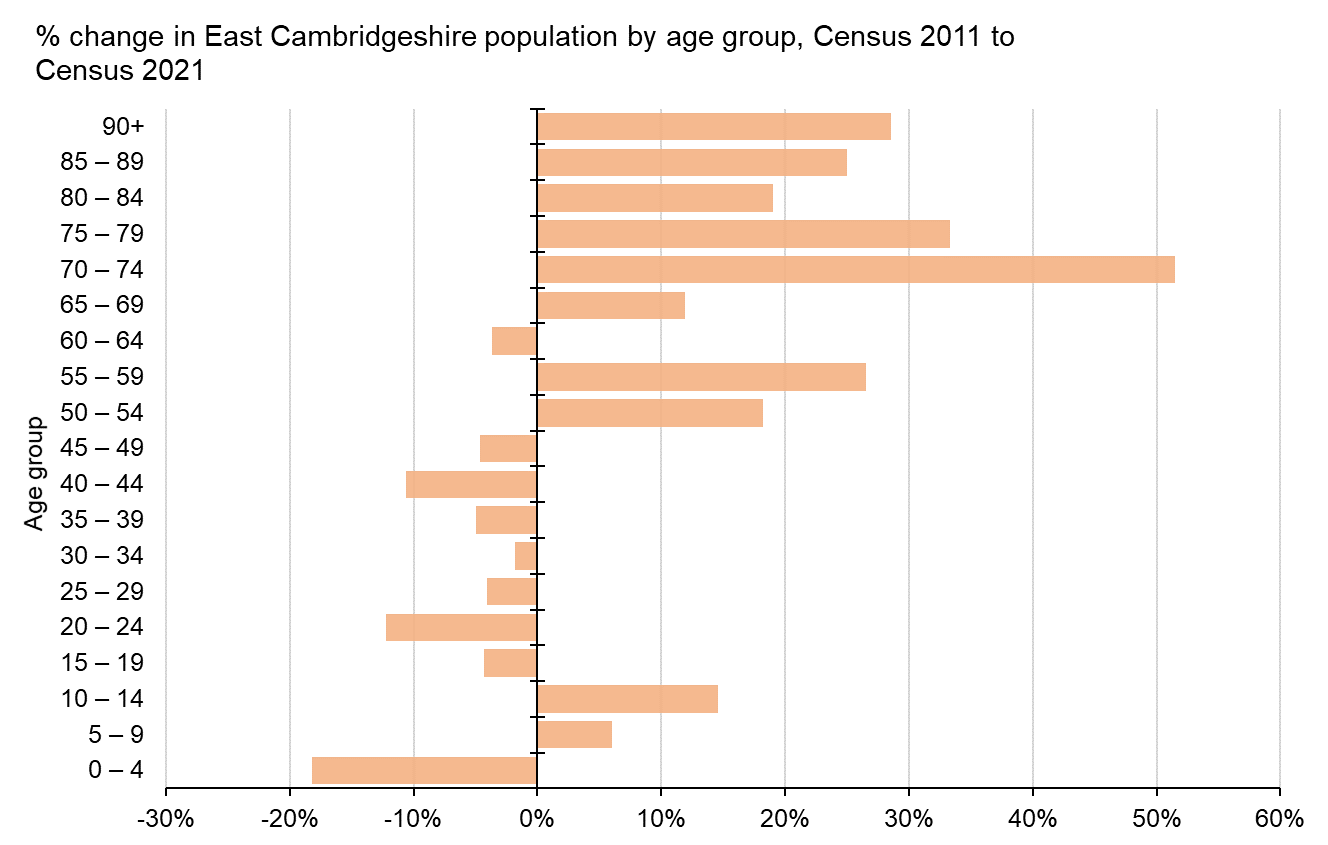 % change in East Cambridgeshire population by age group, Census 2011 to
Census 2021
90+
85 – 89
80 – 84
75 – 79
70 – 74
65 – 69
60 – 64
55 – 59
50 – 54
45 – 49
40 – 44
35 – 39
30 – 34
25 – 29
20 – 24
15 – 19
10 – 14
5 – 9
0 – 4
Age group
-30% -20% -10% 0% 10% 20% 30% 40% 50% 60%